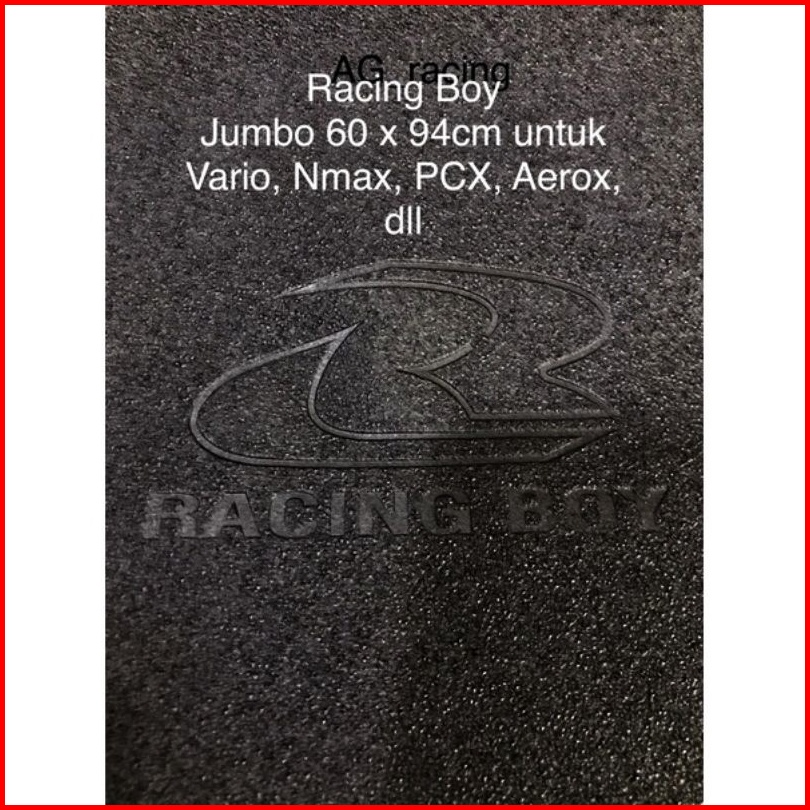 AG racing
Racing Boy
Jumbo 60 x 94cm untuk
Vario, Nmax, PCX, Aerox,
dll
RACING BOY